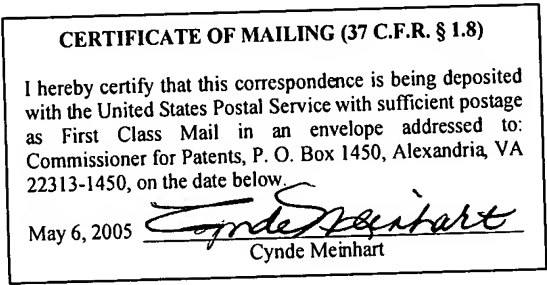 CERTIFICATE OF MAILING (37 C.F.R. § 1.8)
I hereby certify that this correspondence is being deposited
with the United States Postal Service with sufficient postage
as First Class Mail in an envelope addressed to:
Commissioner for Patents, P. O. Box 1450, Alexandria, VA
22313-1450, on the date below.
May 6, 2005 Cynde Meinhart
Cynde Meinhart